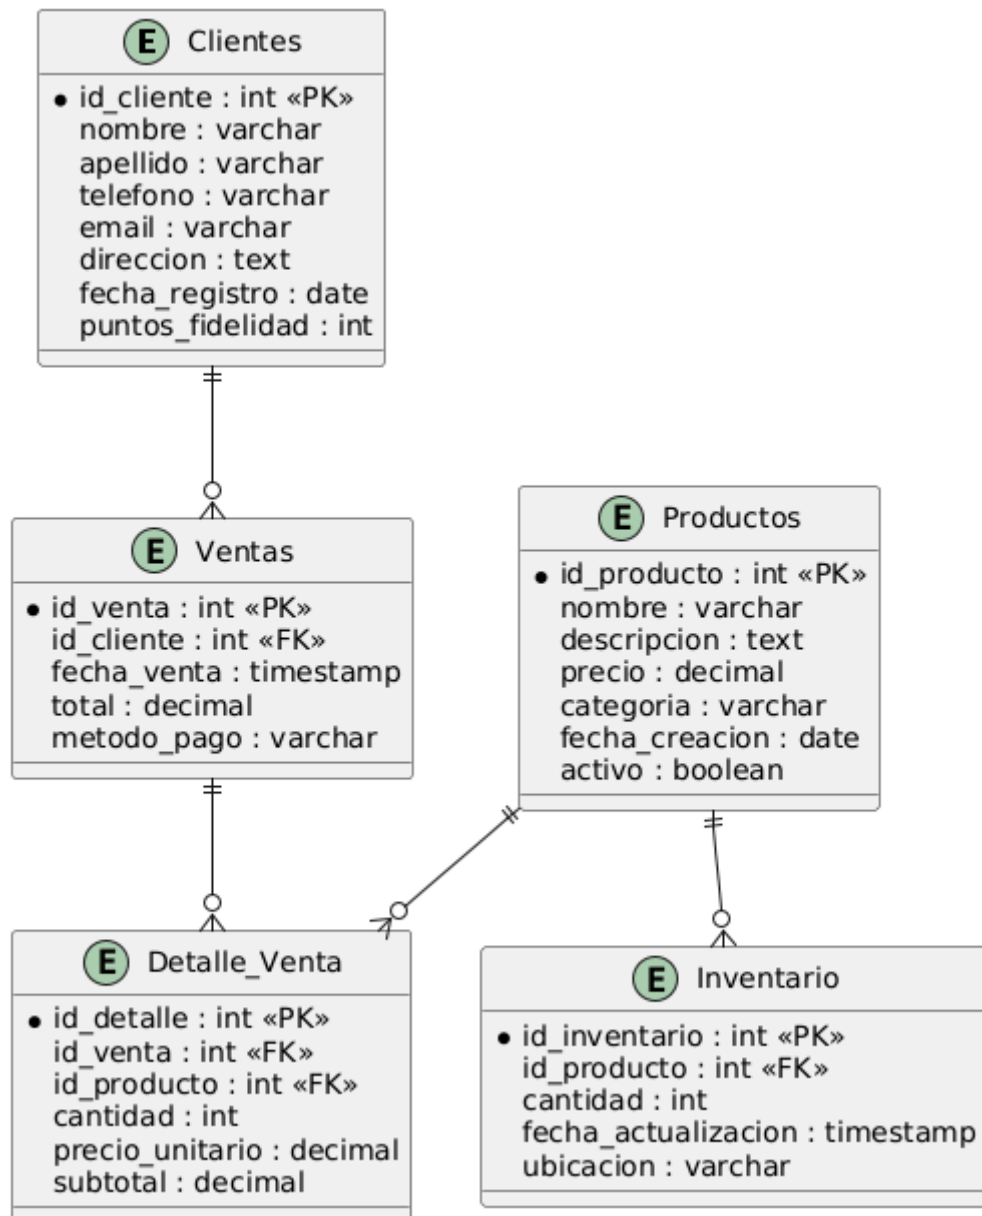 E Clientes
id_cliente : int «PK»
nombre : varchar
apellido : varchar
telefono : varchar
email : varchar
direccion : text
fecha_registro : date
puntos_fidelidad : int
E Ventas
id_venta : int «PK»
id_cliente : int «FK»
fecha_venta : timestamp
total : decimal
metodo_pago : varchar
E Productos
id_producto : int «PK»
nombre : varchar
descripcion : text
precio : decimal
categoria : varchar
fecha_creacion : date
activo : boolean
E Detalle_Venta
id_detalle : int «PK»
id_venta : int «FK»
id_producto : int «FK»
cantidad : int
precio_unitario : decimal
subtotal : decimal
E Inventario
id_inventario : int «PK»
id_producto : int «FK»
cantidad : int
fecha_actualizacion : timestamp
ubicacion : varchar